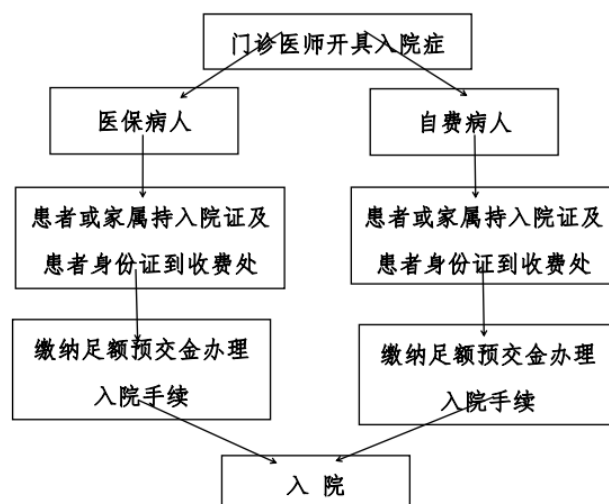 门诊医师开具入院症
医保病人
自费病人
患者或家属持入院证及
患者身份证到收费处
患者或家属持入院证及
患者身份证到收费处
缴纳足额预交金办理
入院手续
缴纳足额预交金办理
入院手续
入 院